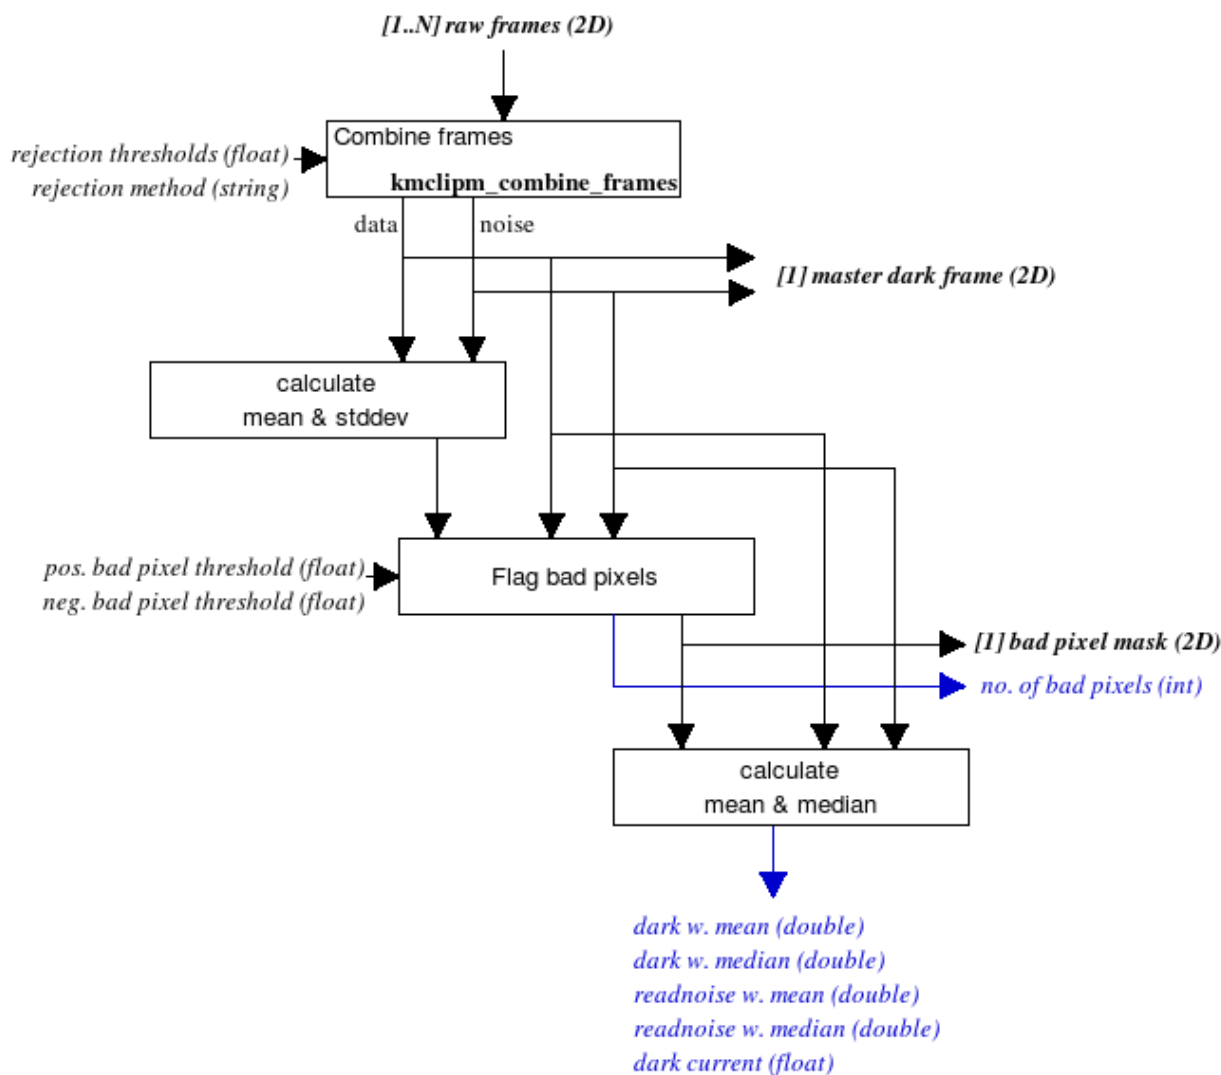 [1..N] raw frames (2D)
Combine frames
rejection thresholds (float)
rejection method (string)
kmclipm_combine_frames
data
noise
[1] master dark frame (2D)
calculate
mean & stddev
pos. bad pixel threshold (float)
neg. bad pixel threshold (float)
Flag bad pixels
[1] bad pixel mask (2D)
no. of bad pixels (int)
calculate
mean & median
dark w. mean (double)
dark w. median (double)
readnoise w. mean (double)
readnoise w. median (double)
dark current (float)